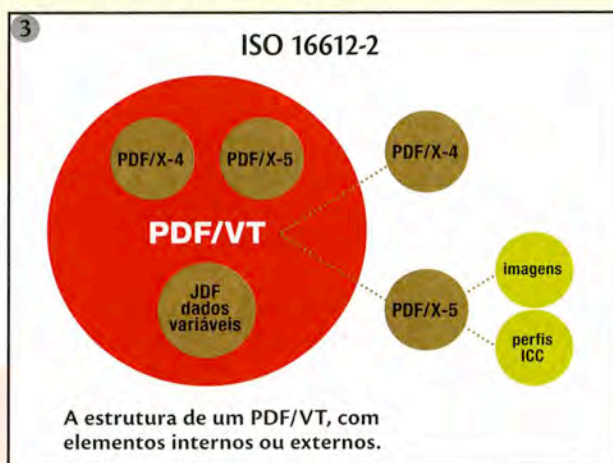 3
ISO 16612-2
PDF/X-4
PDF/X-5
PDF/X-4
PDF/VT
imagens
JDF
dados
variáveis
PDF/X-5
perfis
ICC
A estrutura de um PDF/VT, com
elementos internos ou externos.